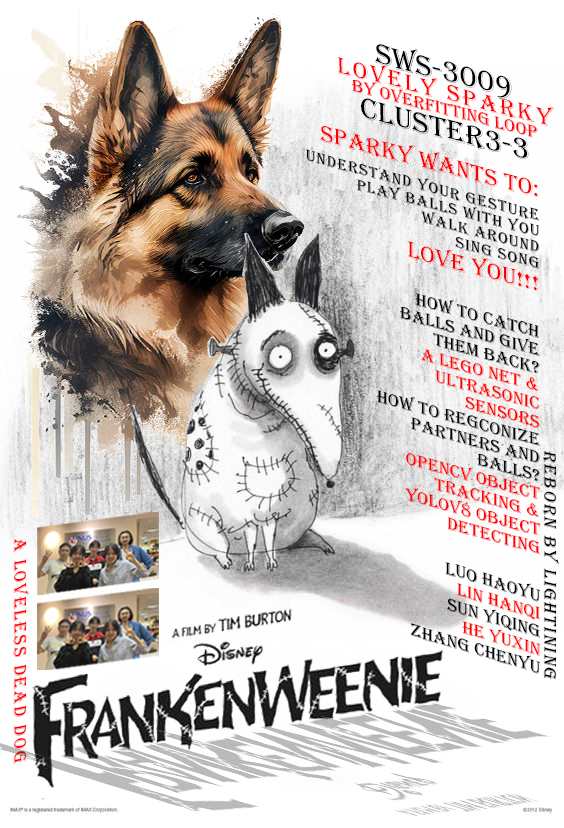 SWS-3009
LOVELY SPARKY
BY OVERFITTING LOOP
CLUSTER3-3
SPARKY WANTS TO:
UNDERSTAND YOUR GESTURE
PLAY BALLS WITH YOU
WALK AROUND
SING SONG
LOVE YOU!!!
HOW TO CATCH
BALLS AND GIVE
THEM BACK?
A LEGO NET &
ULTRASONIC
SENSORS
HOW TO REGCONIZE
PARTNERS AND
BALLS?
OPENCV OBJECT
TRACKING &
YOLOV8 OBJECT
DETECTING
REBORN BY LIGHTINING
LUO HAOYU
LIN HANQI
SUN YIQING
HE YUXIN
ZHANG CHENYU
A LOVELESS DEAD DOG
A FILM BY TIM BURTON
Disney
FRANKENWEENIE
IMAX® is a registered trademark of IMAX Corporation.
©2012 Disney